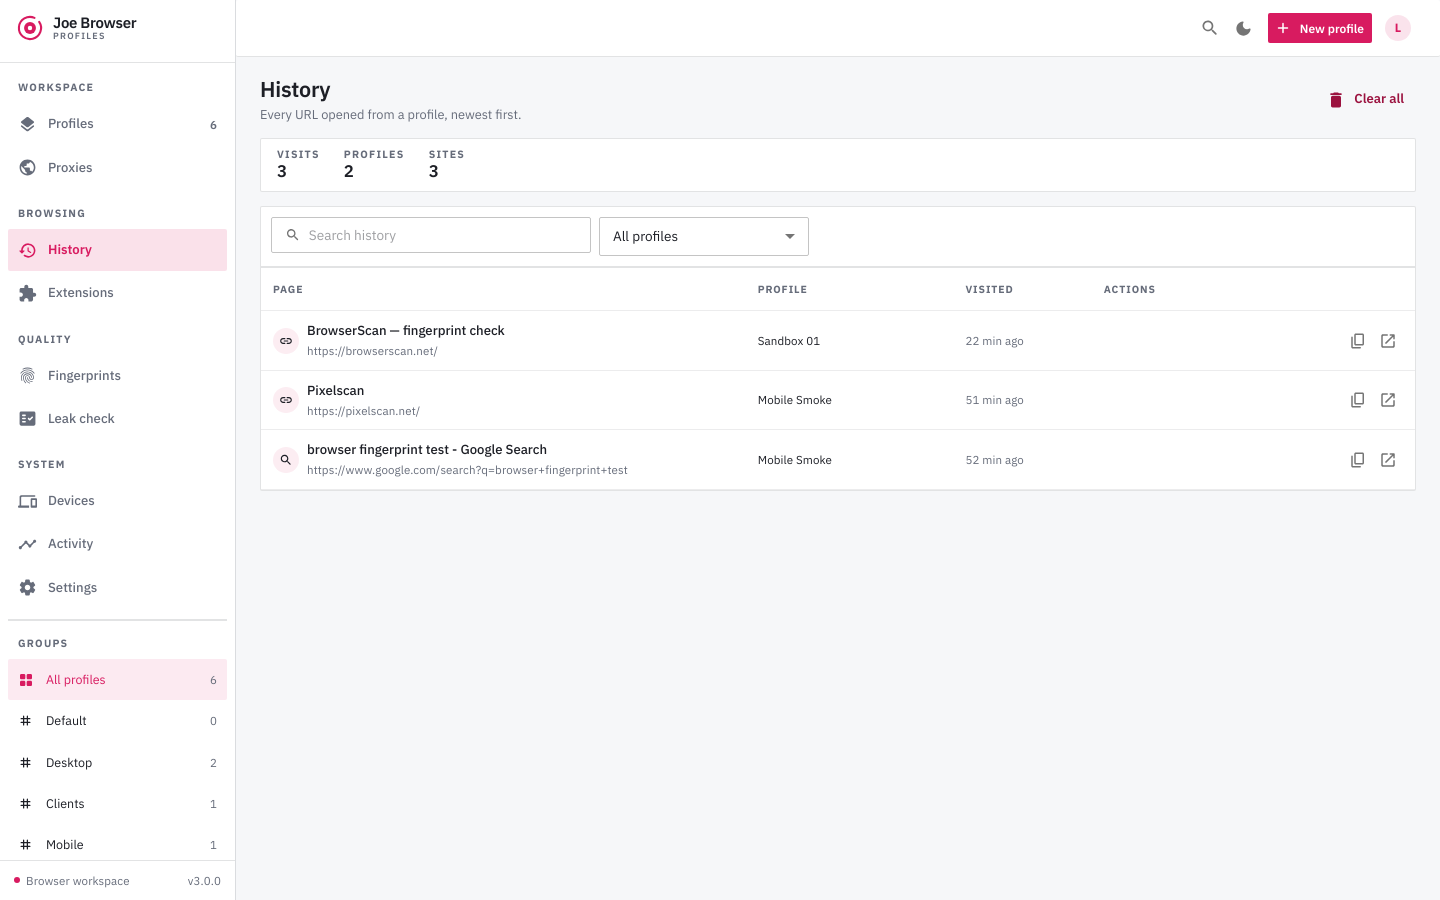 Joe Browser
PROFILES
New profile
L
WORKSPACE
Profiles 6
Proxies
BROWSING
History
Extensions
QUALITY
Fingerprints
Leak check
SYSTEM
Devices
Activity
Settings
GROUPS
All profiles 6
Default 0
Desktop 2
Clients 1
Mobile 1
Browser workspace v3.0.0
History
Every URL opened from a profile, newest first.
Clear all
VISITS PROFILES SITES
3 2 3
Search history
All profiles
PAGE PROFILE VISITED ACTIONS
BrowserScan — fingerprint check
https://browserscan.net/
Sandbox 01
22 min ago
Pixelscan
https://pixelscan.net/
Mobile Smoke
51 min ago
browser fingerprint test - Google Search
https://www.google.com/search?q=browser+fingerprint+test
Mobile Smoke
52 min ago